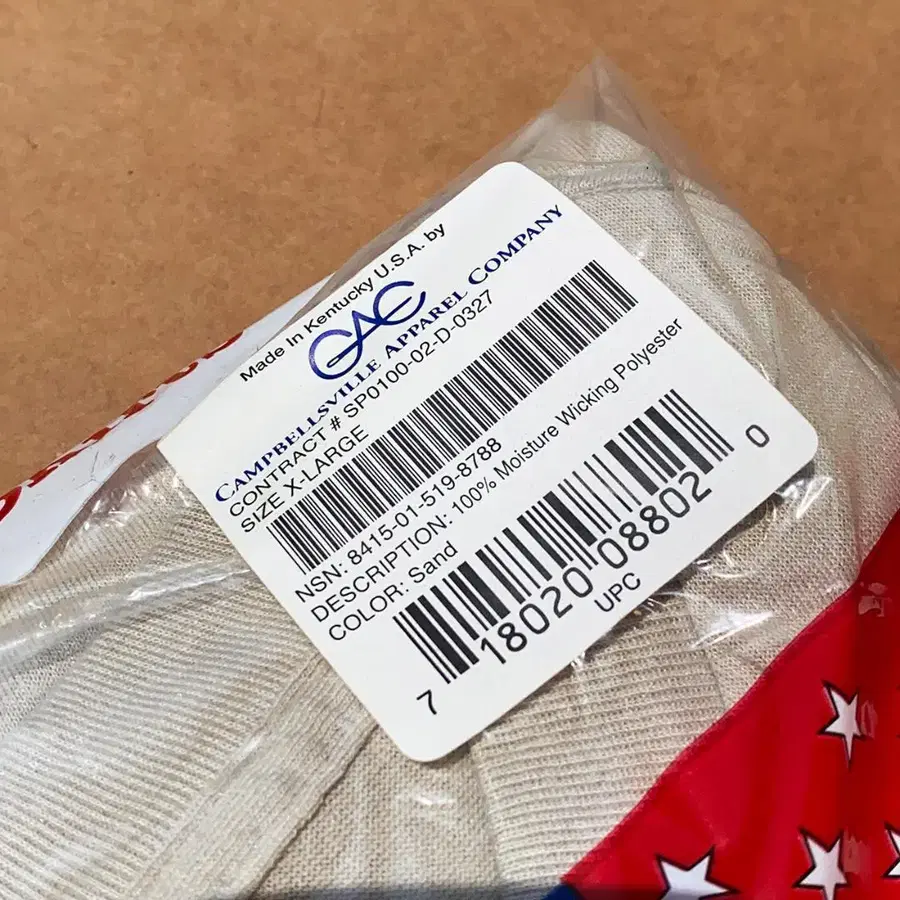 Made In Kentucky U.S.A. by
CAC
CAMPBELLSVILLE APPAREL COMPANY
CONTRACT # SP0100-02-D-0327
SIZE X-LARGE
NSN: 8415-01-519-8788
DESCRIPTION: 100% Moisture Wicking Polyester
COLOR: Sand
7 18020 08802 0
UPC